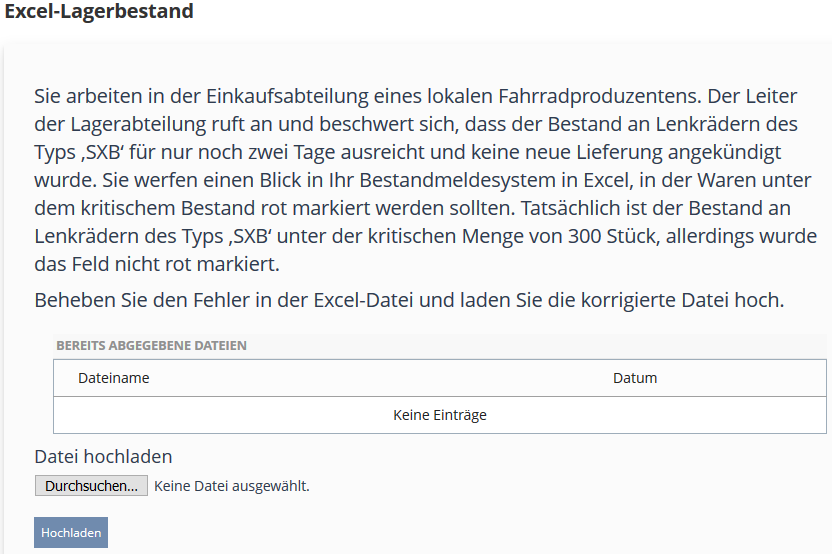 Excel-Lagerbestand
Sie arbeiten in der Einkaufsabteilung eines lokalen Fahrradproduzentens. Der Leiter
der Lagerabteilung ruft an und beschwert sich, dass der Bestand an Lenkrädern des
Typs ‚SXB‘ für nur noch zwei Tage ausreicht und keine neue Lieferung angekündigt
wurde. Sie werfen einen Blick in Ihr Bestandmeldesystem in Excel, in der Waren unter
dem kritischem Bestand rot markiert werden sollten. Tatsächlich ist der Bestand an
Lenkrädern des Typs ‚SXB‘ unter der kritischen Menge von 300 Stück, allerdings wurde
das Feld nicht rot markiert.
Beheben Sie den Fehler in der Excel-Datei und laden Sie die korrigierte Datei hoch.
BEREITS ABGEGEBENE DATEIEN
Dateiname Datum
Keine Einträge
Datei hochladen
Durchsuchen... Keine Datei ausgewählt.
Hochladen